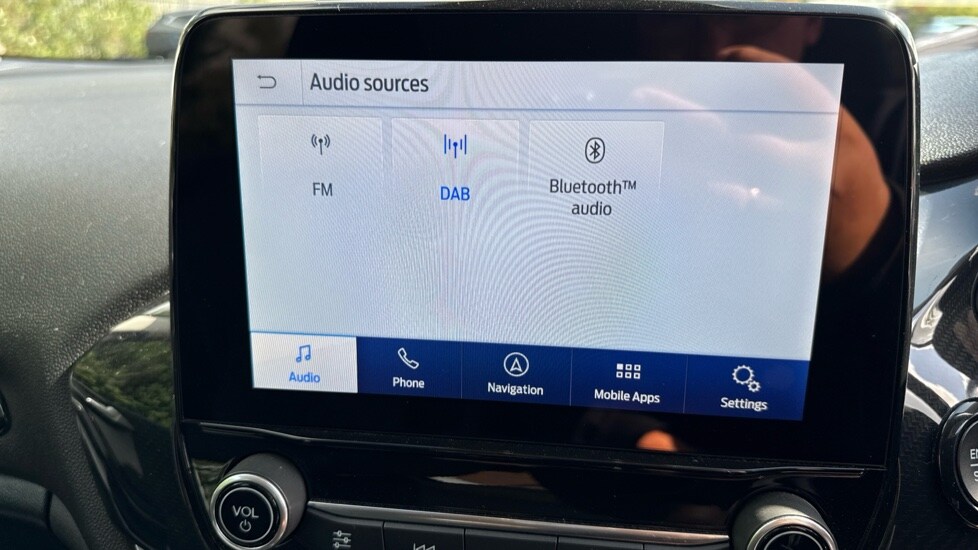 Audio sources
FM
DAB
Bluetooth™
audio
Audio
Phone
Navigation
Mobile Apps
Settings
VOL